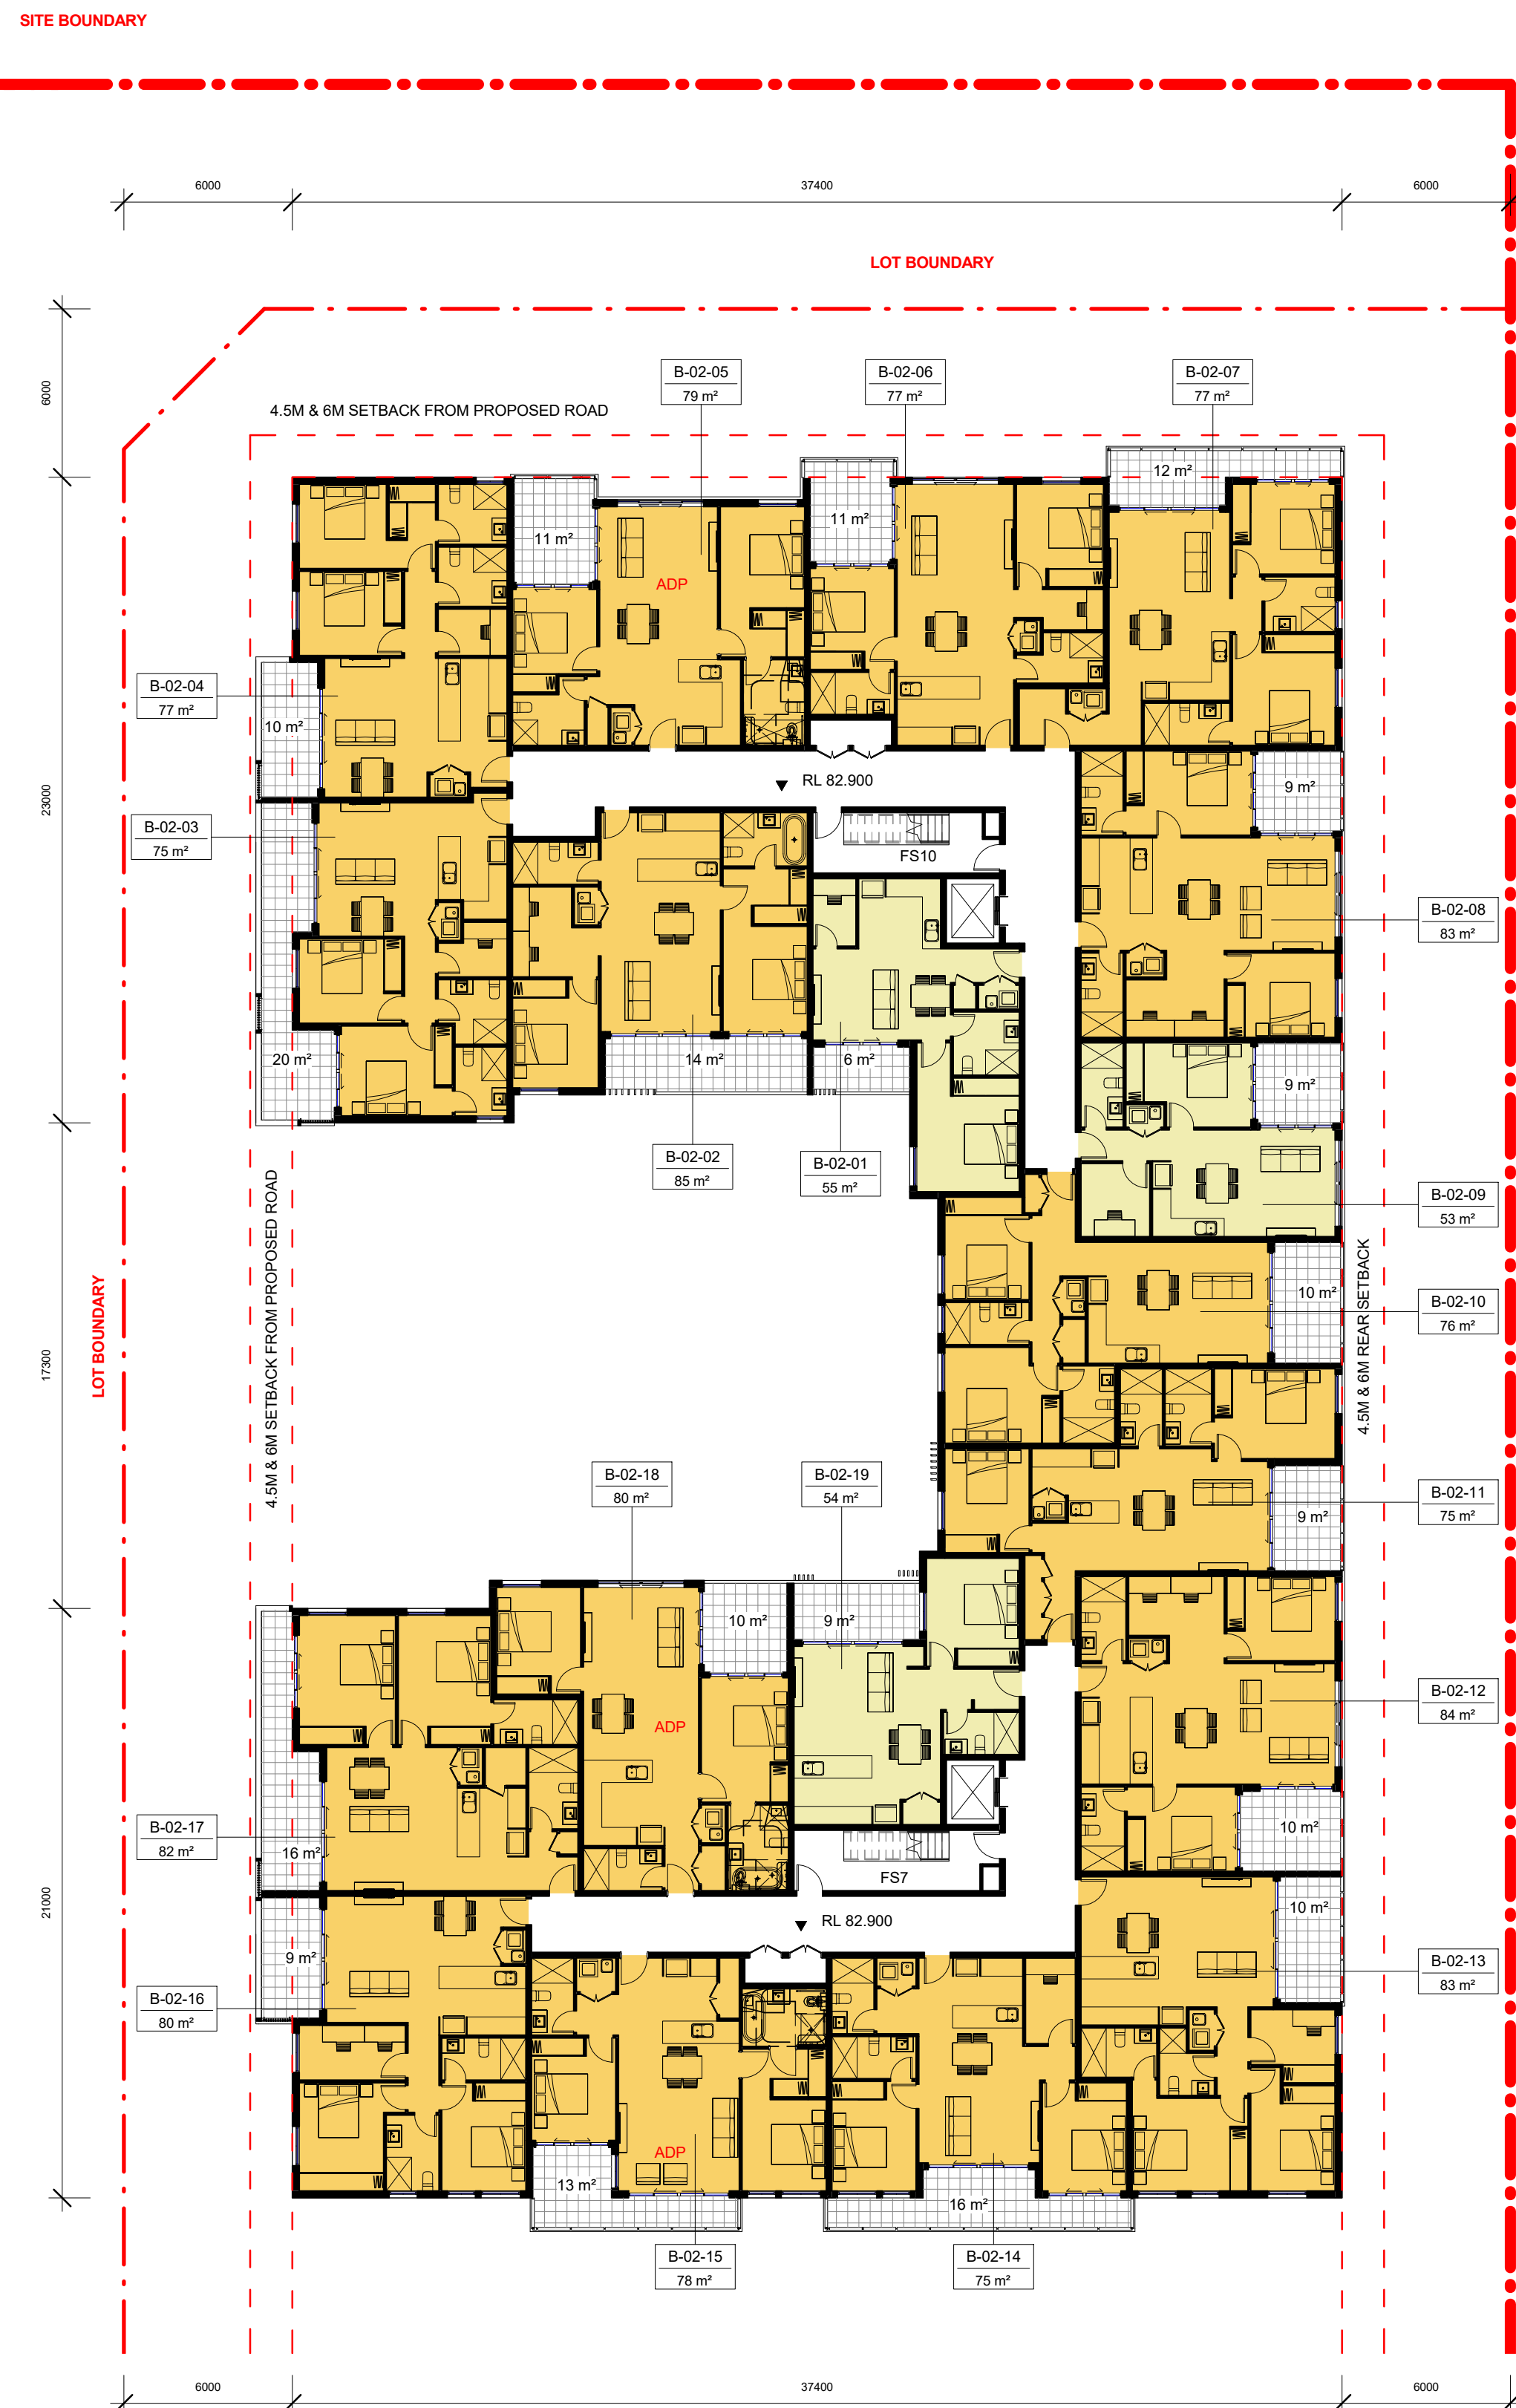 SITE BOUNDARY
6000
37400
6000
LOT BOUNDARY
6000
B-02-05
79 m²
B-02-06
77 m²
B-02-07
77 m²
4.5M & 6M SETBACK FROM PROPOSED ROAD
12 m²
11 m²
11 m²
ADP
B-02-04
77 m²
10 m²
RL 82.900
9 m²
23000
B-02-03
75 m²
FS10
B-02-08
83 m²
20 m²
14 m²
6 m²
9 m²
B-02-02
85 m²
B-02-01
55 m²
B-02-09
53 m²
4.5M & 6M SETBACK FROM PROPOSED ROAD
LOT BOUNDARY
17300
10 m²
4.5M & 6M REAR SETBACK
B-02-10
76 m²
B-02-18
80 m²
B-02-19
54 m²
B-02-11
75 m²
9 m²
10 m²
9 m²
B-02-12
84 m²
ADP
B-02-17
82 m²
16 m²
10 m²
FS7
21000
10 m²
RL 82.900
9 m²
B-02-13
83 m²
B-02-16
80 m²
ADP
13 m²
16 m²
B-02-15
78 m²
B-02-14
75 m²
6000
37400
6000